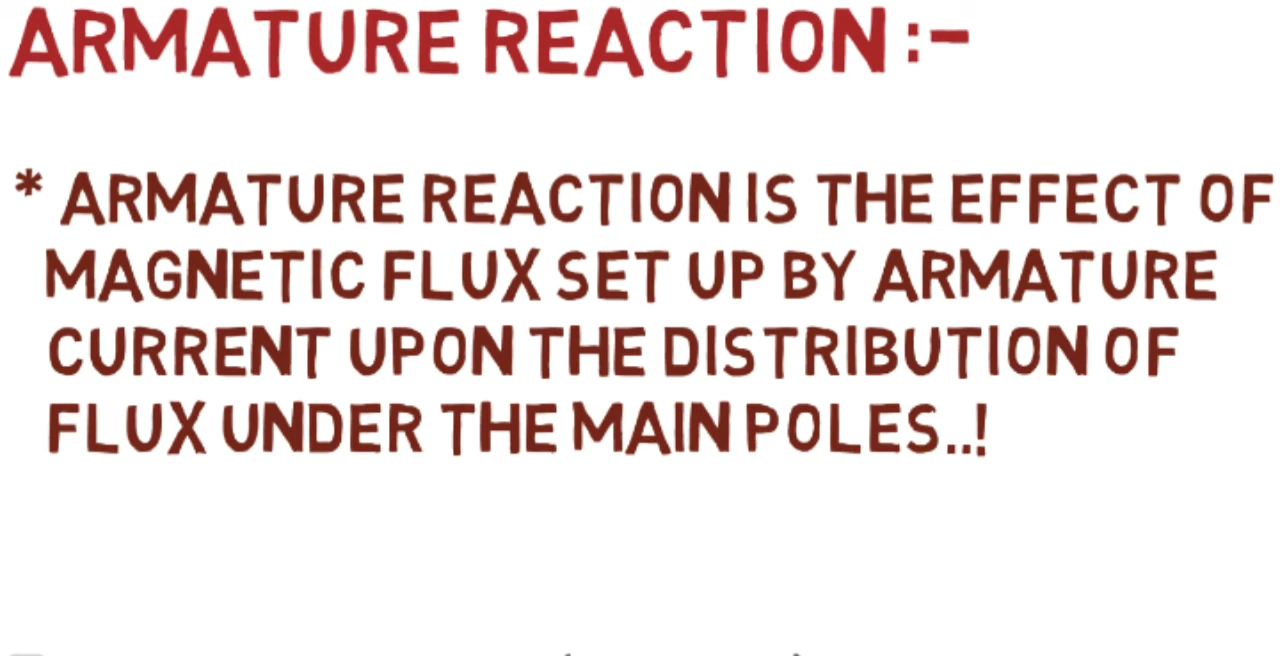 ARMATURE REACTION :-
* ARMATURE REACTION IS THE EFFECT OF
MAGNETIC FLUX SET UP BY ARMATURE
CURRENT UPON THE DISTRIBUTION OF
FLUX UNDER THE MAIN POLES..!